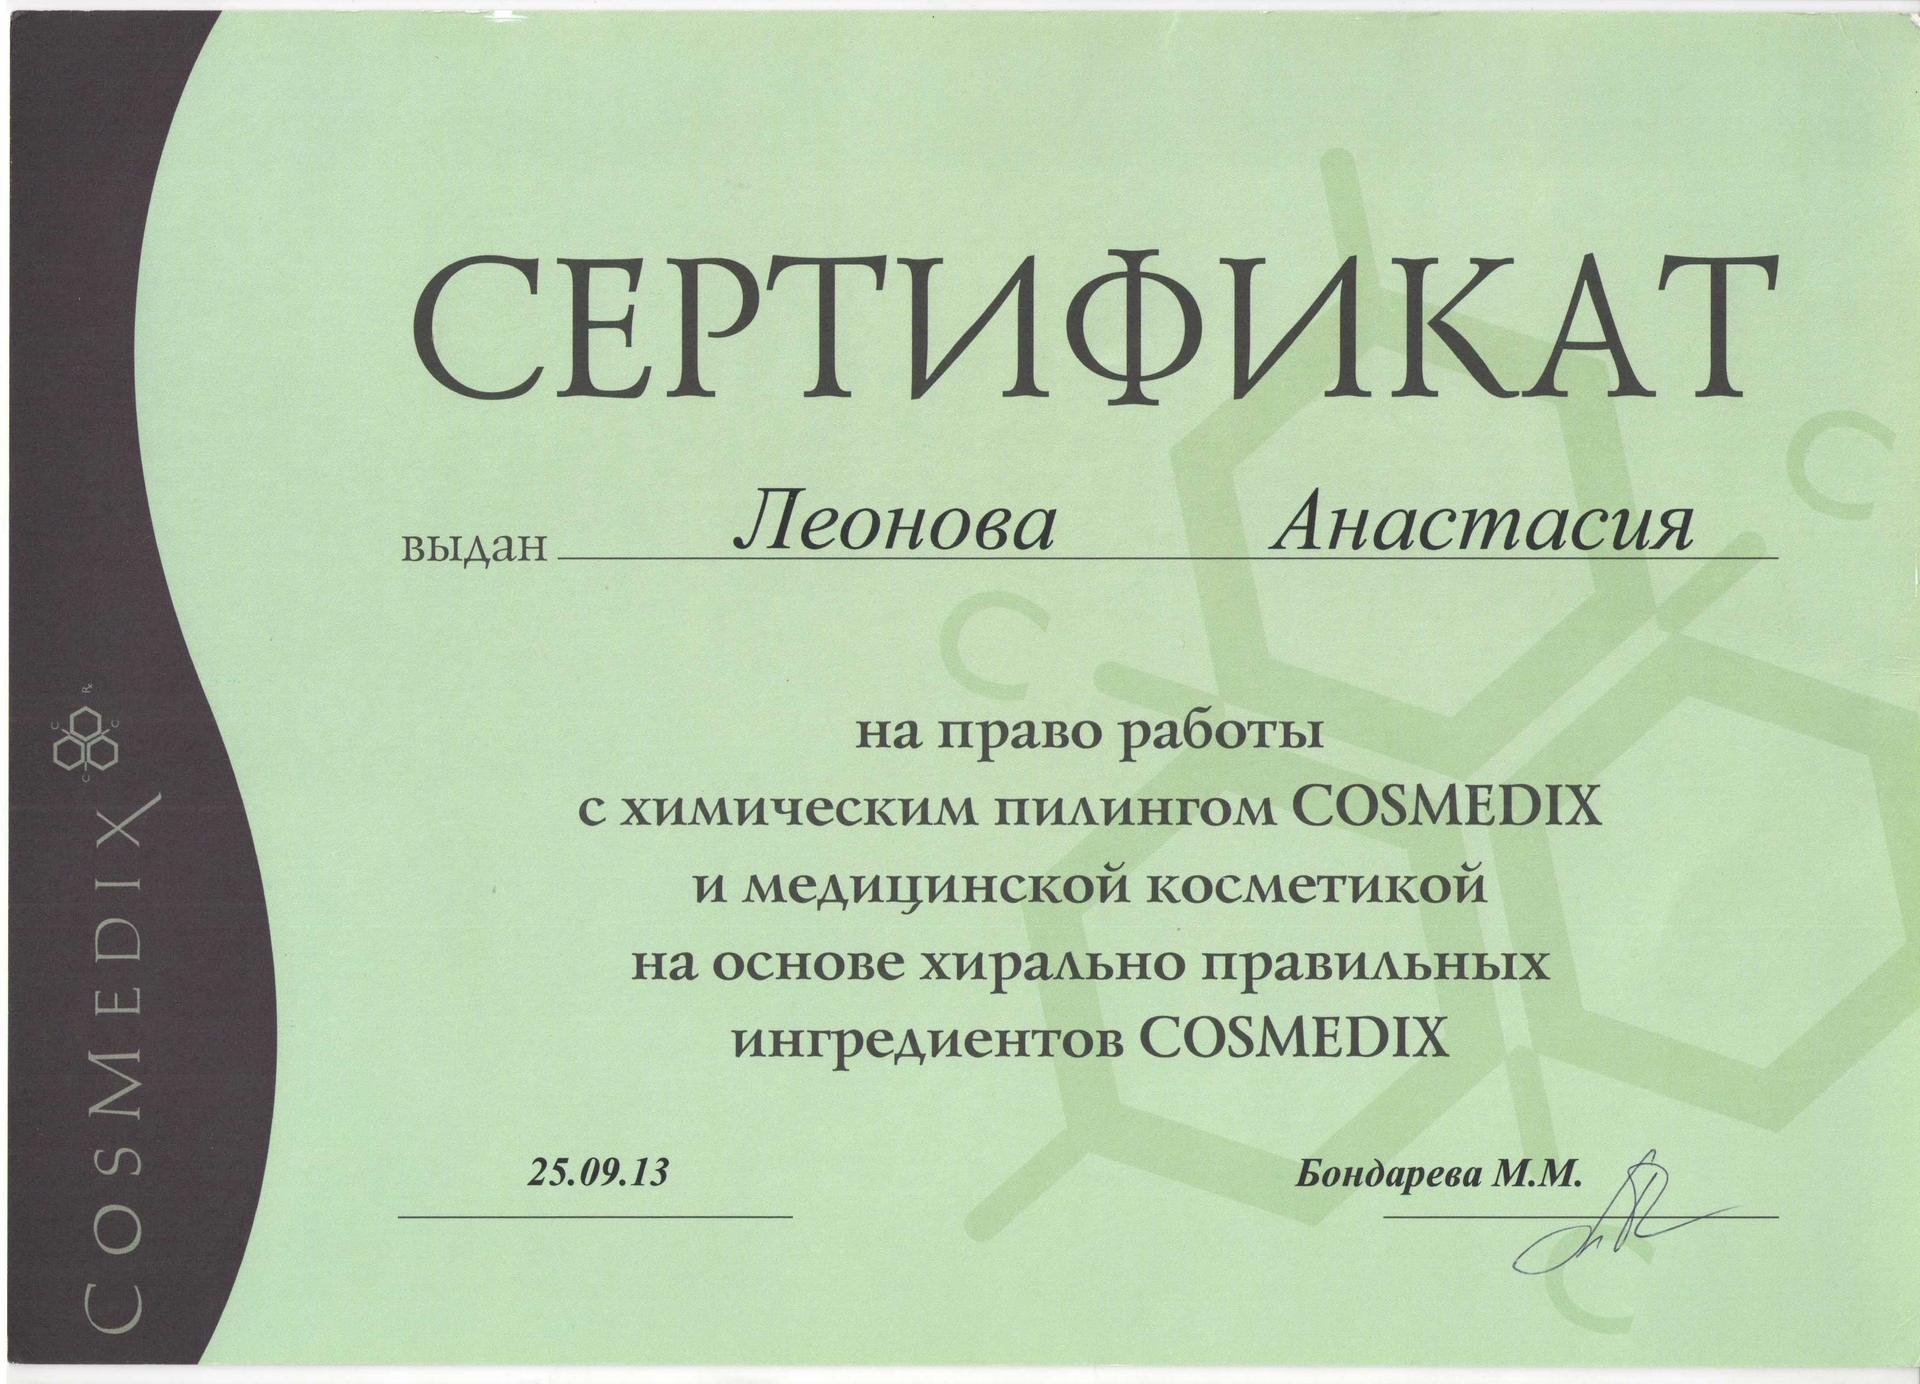 СЕРТИФИКАТ
выдан Леонова Анастасия
на право работы
с химическим пилингом COSMEDIX
и медицинской косметикой
на основе хирально правильных
ингредиентов COSMEDIX
25.09.13
Бондарева М.М.
COSMEDIX